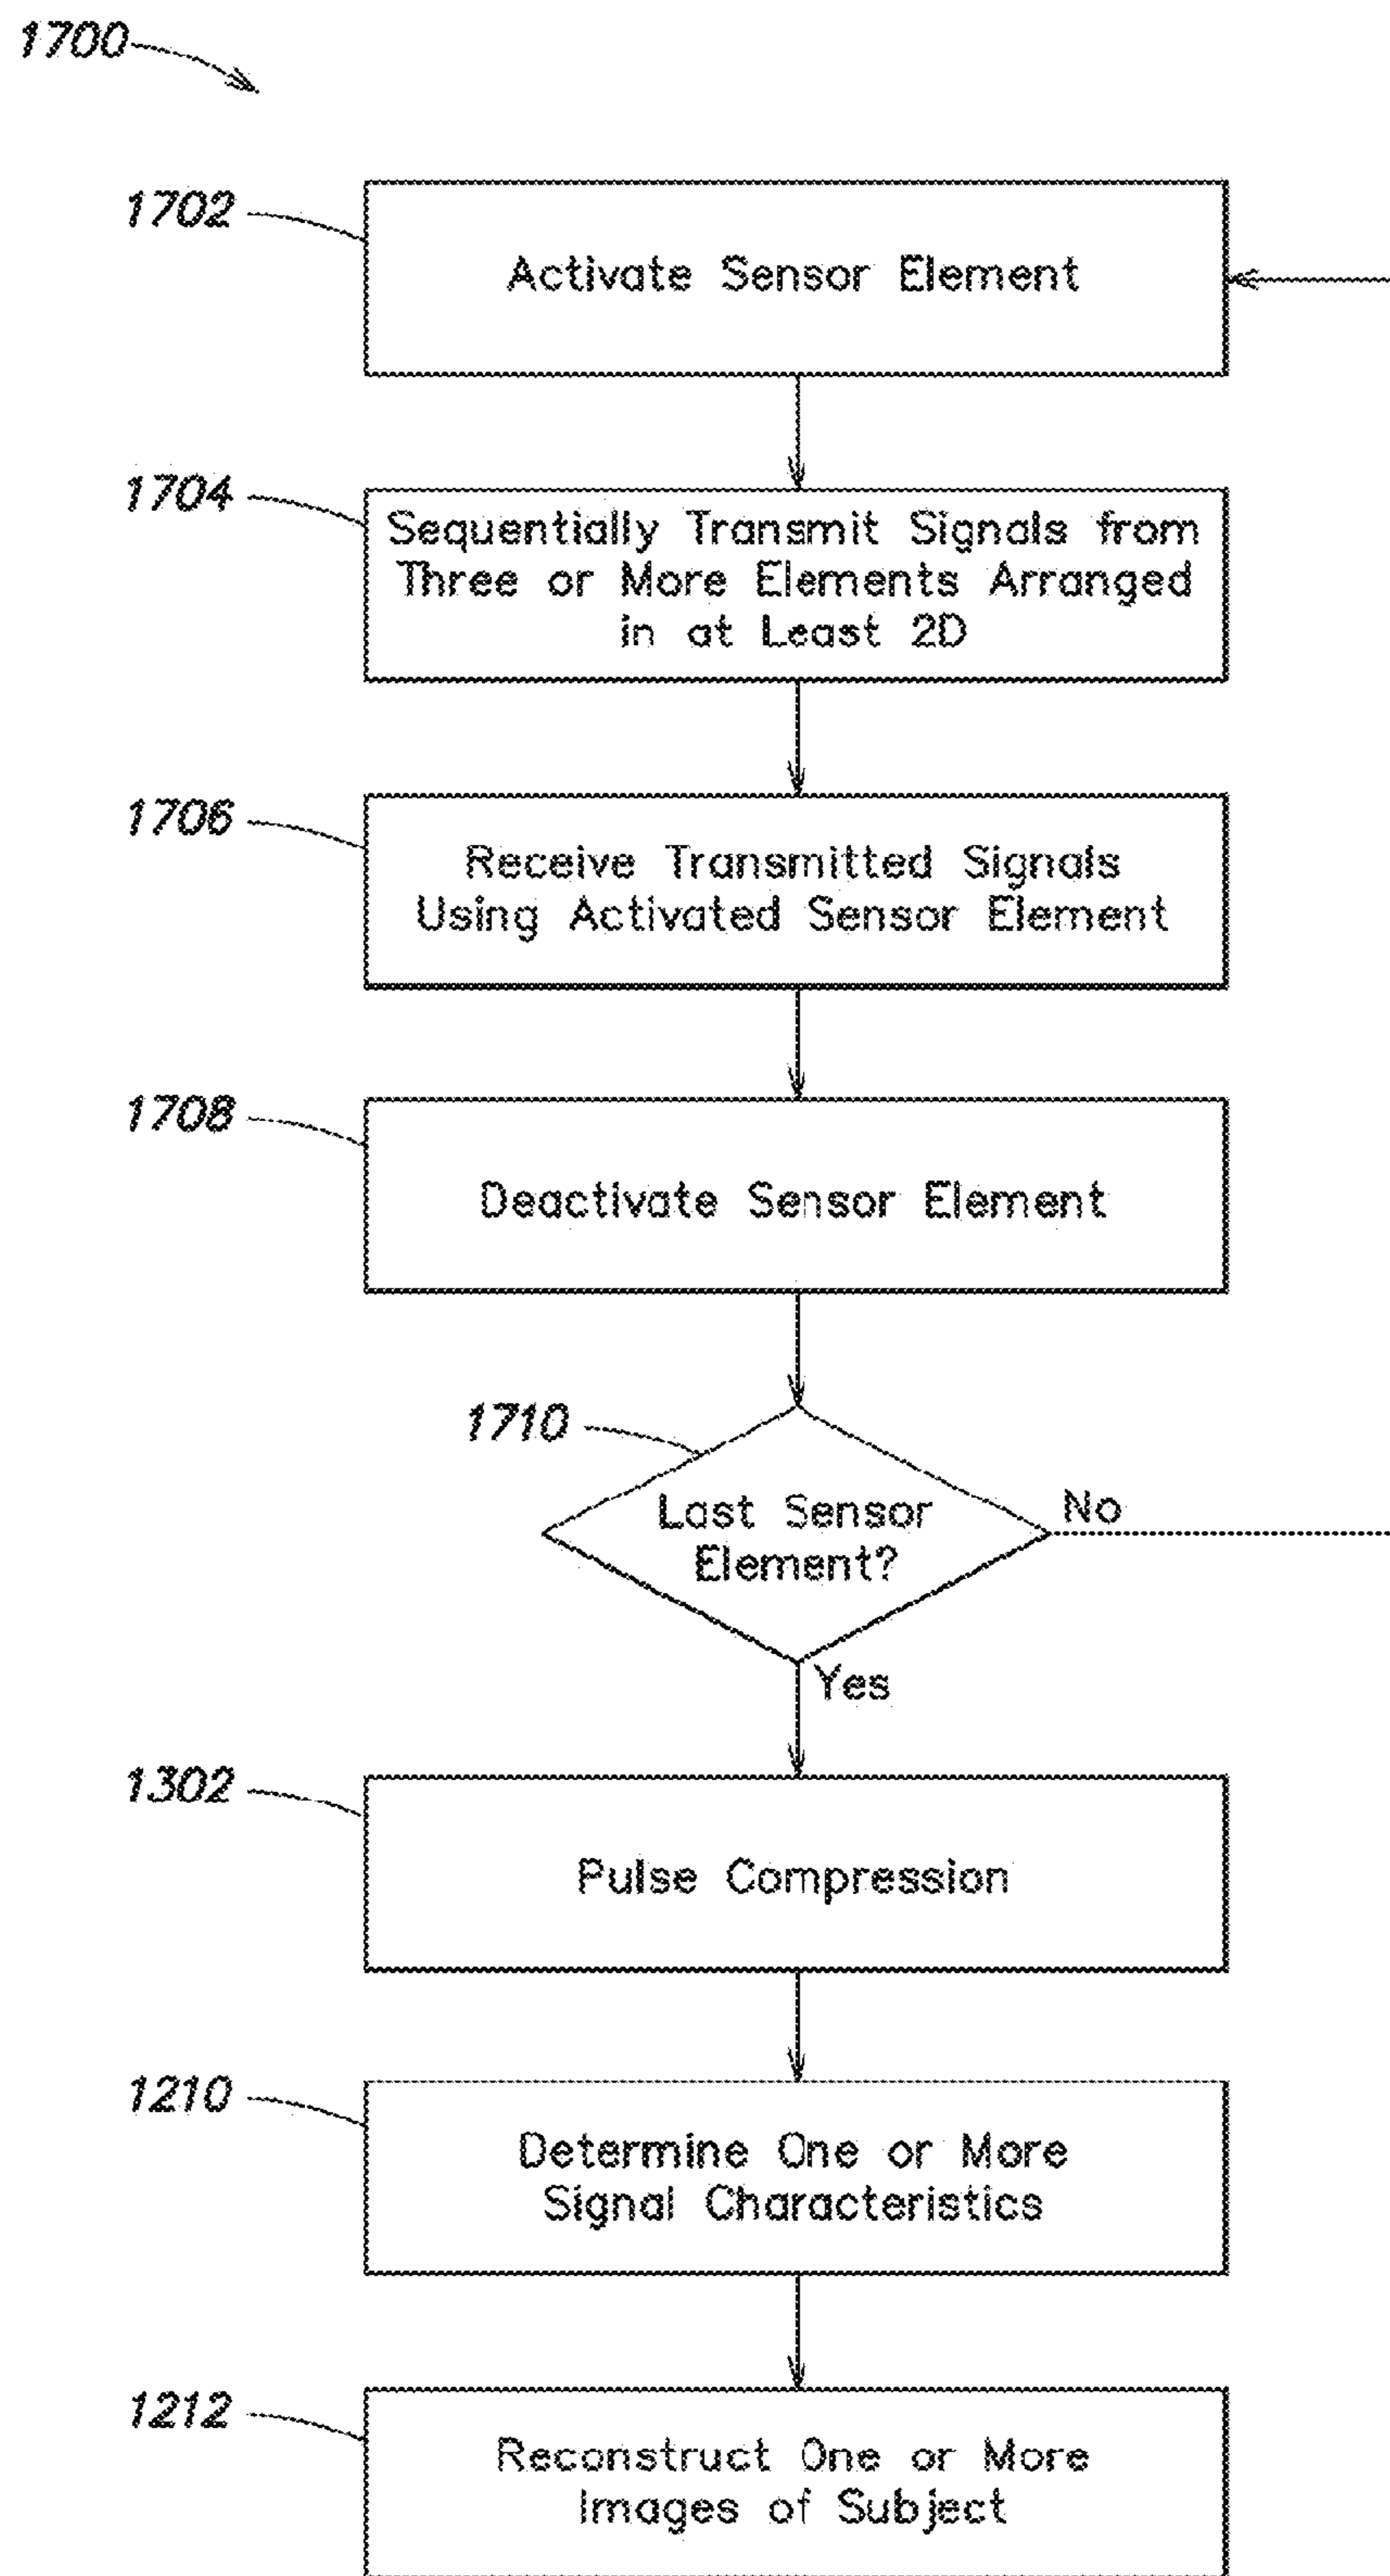 1700
1702
Activate Sensor Element
1704
Sequentially Transmit Signals from
Three or More Elements Arranged
in at Least 2D
1706
Receive Transmitted Signals
Using Activated Sensor Element
1708
Deactivate Sensor Element
1710
Last Sensor
Element?
No
Yes
1302
Pulse Compression
1210
Determine One or More
Signal Characteristics
1212
Reconstruct One or More
Images of Subject